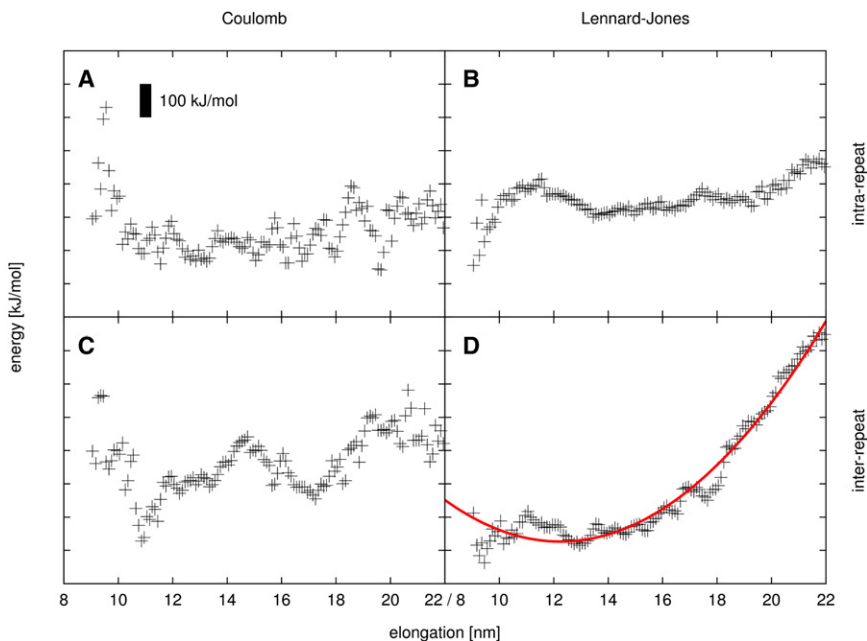 Coulomb Lennard-Jones
A B
100 kJ/mol
intra-repeat
energy [kJ/mol]
C D
inter-repeat
8 10 12 14 16 18 20 22 / 8 10 12 14 16 18 20 22
elongation [nm]